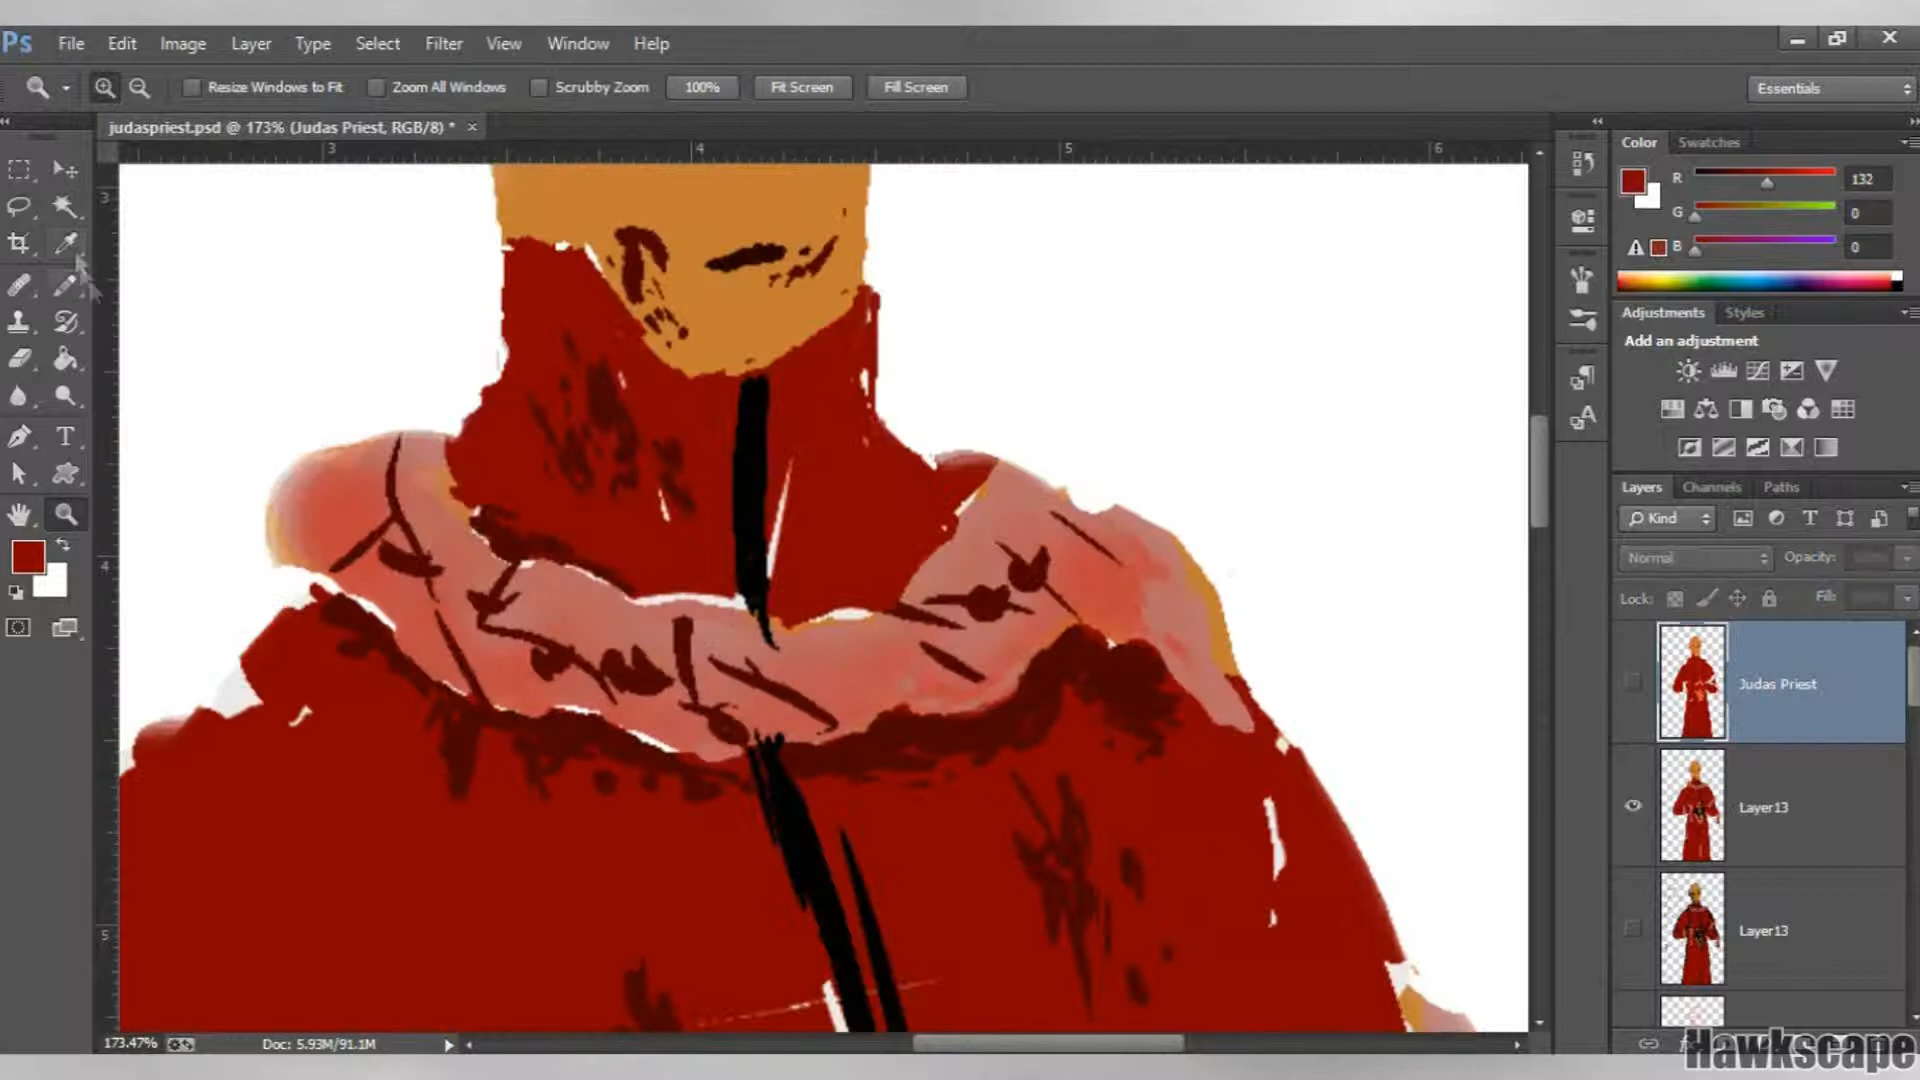 Ps File Edit Image Layer Type Select Filter View Window Help
Resize Windows to Fit Zoom All Windows Scrubby Zoom 100% Fit Screen Fill Screen Essentials
judaspriest.psd @ 173% (Judas Priest, RGB/8) *
3 4 5 6
3
4
5
Color Swatches
R 132
G 0
B 0
Adjustments Styles
Add an adjustment
Layers Channels Paths
Kind
Normal Opacity:
Lock: Fill:
Judas Priest
Layer13
Layer13
173.47% Doc: 5.93M/91.1M
Hawkscape